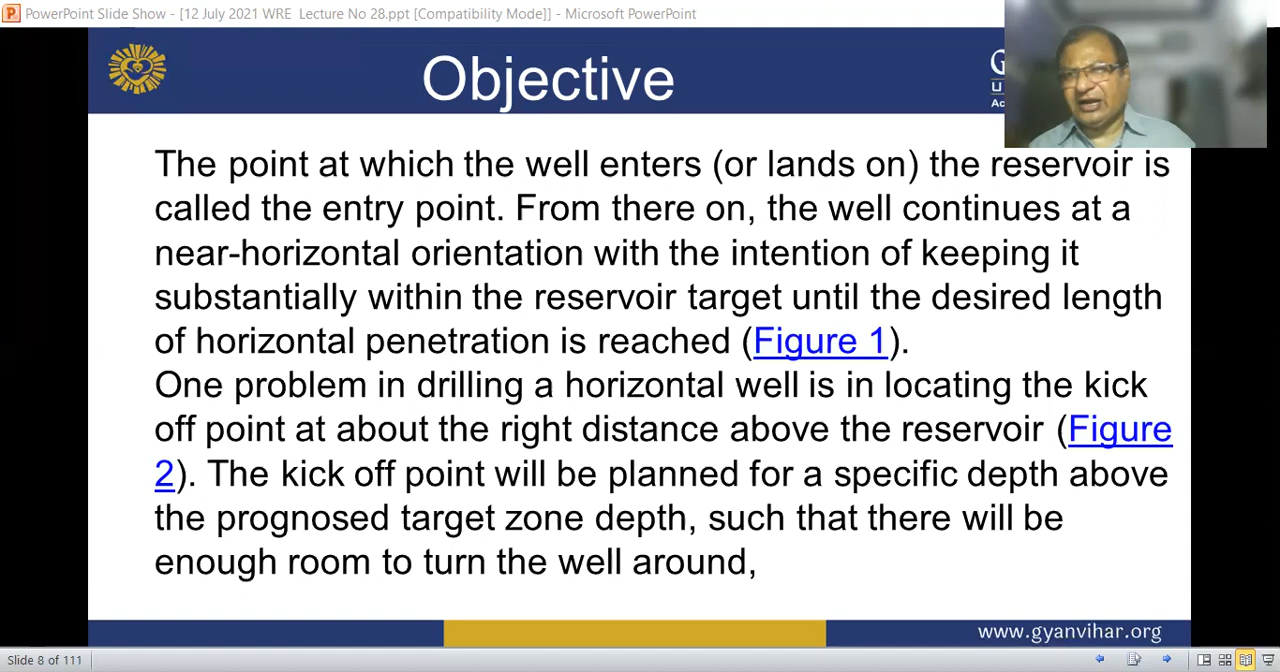 PowerPoint Slide Show - [12 July 2021 WRE  Lecture No 28.ppt [Compatibility Mode]] - Microsoft PowerPoint
Objective
The point at which the well enters (or lands on) the reservoir is
called the entry point. From there on, the well continues at a
near-horizontal orientation with the intention of keeping it
substantially within the reservoir target until the desired length
of horizontal penetration is reached (Figure 1).
One problem in drilling a horizontal well is in locating the kick
off point at about the right distance above the reservoir (Figure
2). The kick off point will be planned for a specific depth above
the prognosed target zone depth, such that there will be
enough room to turn the well around,
www.gyanvihar.org
Slide 8 of 111